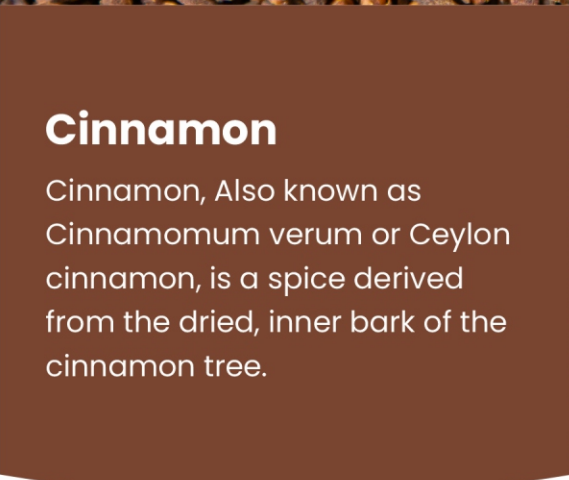 Cinnamon
Cinnamon, Also known as
Cinnamomum verum or Ceylon
cinnamon, is a spice derived
from the dried, inner bark of the
cinnamon tree.